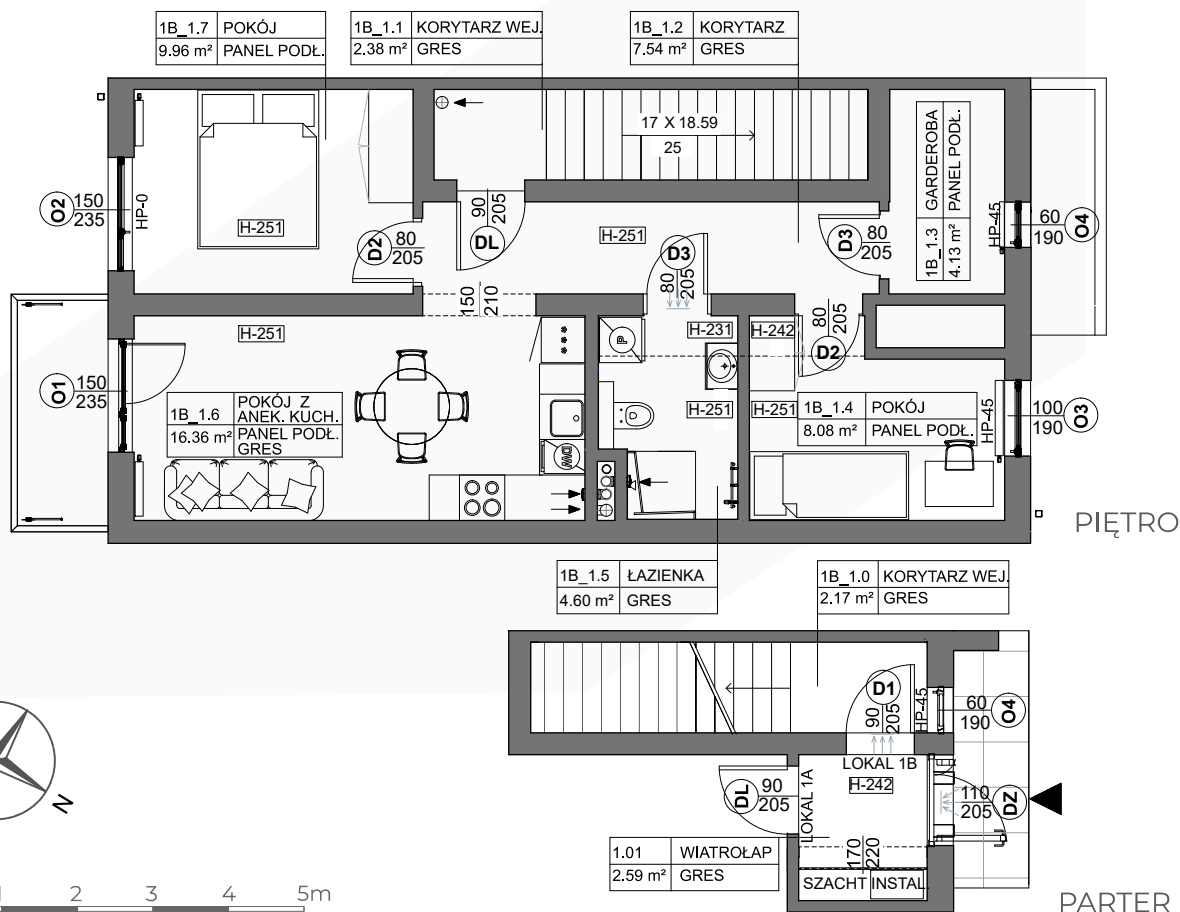 1B_1.7 POKÓJ
9.96 m² PANEL PODŁ.
1B_1.1 KORYTARZ WEJ.
2.38 m² GRES
1B_1.2 KORYTARZ
7.54 m² GRES
17 X 18.59
25
1B_1.3 GARDEROBA
4.13 m² PANEL PODŁ.
O2 150
235
HP-0
H-251
D2 80
205
90
205
DL
H-251
D3
80
205
D3 80
205
HP-45
60 O4
190
150
210
H-251
O1 150
235
1B_1.6 POKÓJ Z
ANEK. KUCH.
16.36 m² PANEL PODŁ.
GRES
DW
P
H-231
H-251
H-242
80
205
D2
H-251
1B_1.4 POKÓJ
8.08 m² PANEL PODŁ.
HP-45
100 O3
190
PIĘTRO
1B_1.5 ŁAZIENKA
4.60 m² GRES
1B_1.0 KORYTARZ WEJ.
2.17 m² GRES
D1
90
205
HP-45
60 O4
190
LOKAL 1B
H-242
LOKAL 1A
DL 90
205
110 DZ
205
170
220
1.01 WIATROŁAP
2.59 m² GRES
SZACHT INSTAL.
PARTER
N
1 2 3 4 5m